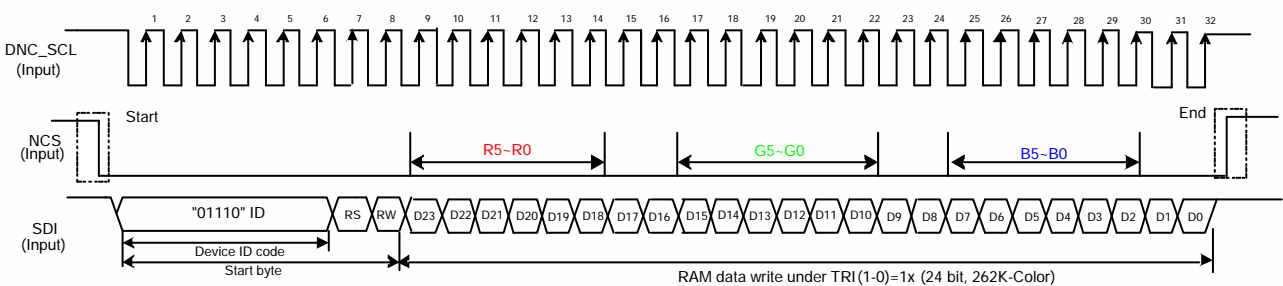 1 2 3 4 5 6 7 8 9 10 11 12 13 14 15 16 17 18 19 20 21 22 23 24 25 26 27 28 29 30 31 32
DNC_SCL
(Input)
Start
End
NCS
(Input)
R5~R0
G5~G0
B5~B0
SDI
(Input)
"01110" ID RS RW D23 D22 D21 D20 D19 D18 D17 D16 D15 D14 D13 D12 D11 D10 D9 D8 D7 D6 D5 D4 D3 D2 D1 D0
Device ID code
Start byte
RAM data write under TRI(1-0)=1x (24 bit, 262K-Color)